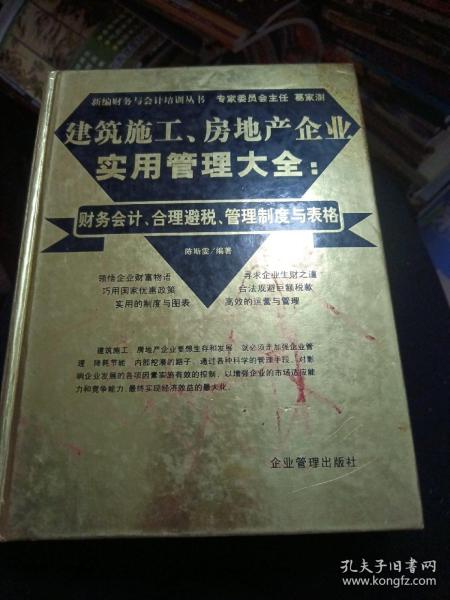 新编财务与会计培训丛书 专家委员会主任 葛家澍
建筑施工、房地产企业
实用管理大全:
财务会计、合理避税、管理制度与表格
陈斯雯/编著
领悟企业财富物语 寻求企业生财之道
巧用国家优惠政策 合法规避巨额税款
实用的制度与图表 高效的运营与管理
建筑施工、房地产企业要想生存和发展,就必须走加强企业管
理、降耗节能、内部挖潜的路子,通过各种科学的管理手段,对影
响企业发展的各项因素实施有效的控制,以增强企业的市场适应能
力和竞争能力,最终实现经济效益的最大化。
企业管理出版社
孔夫子旧书网
www.kongfz.com